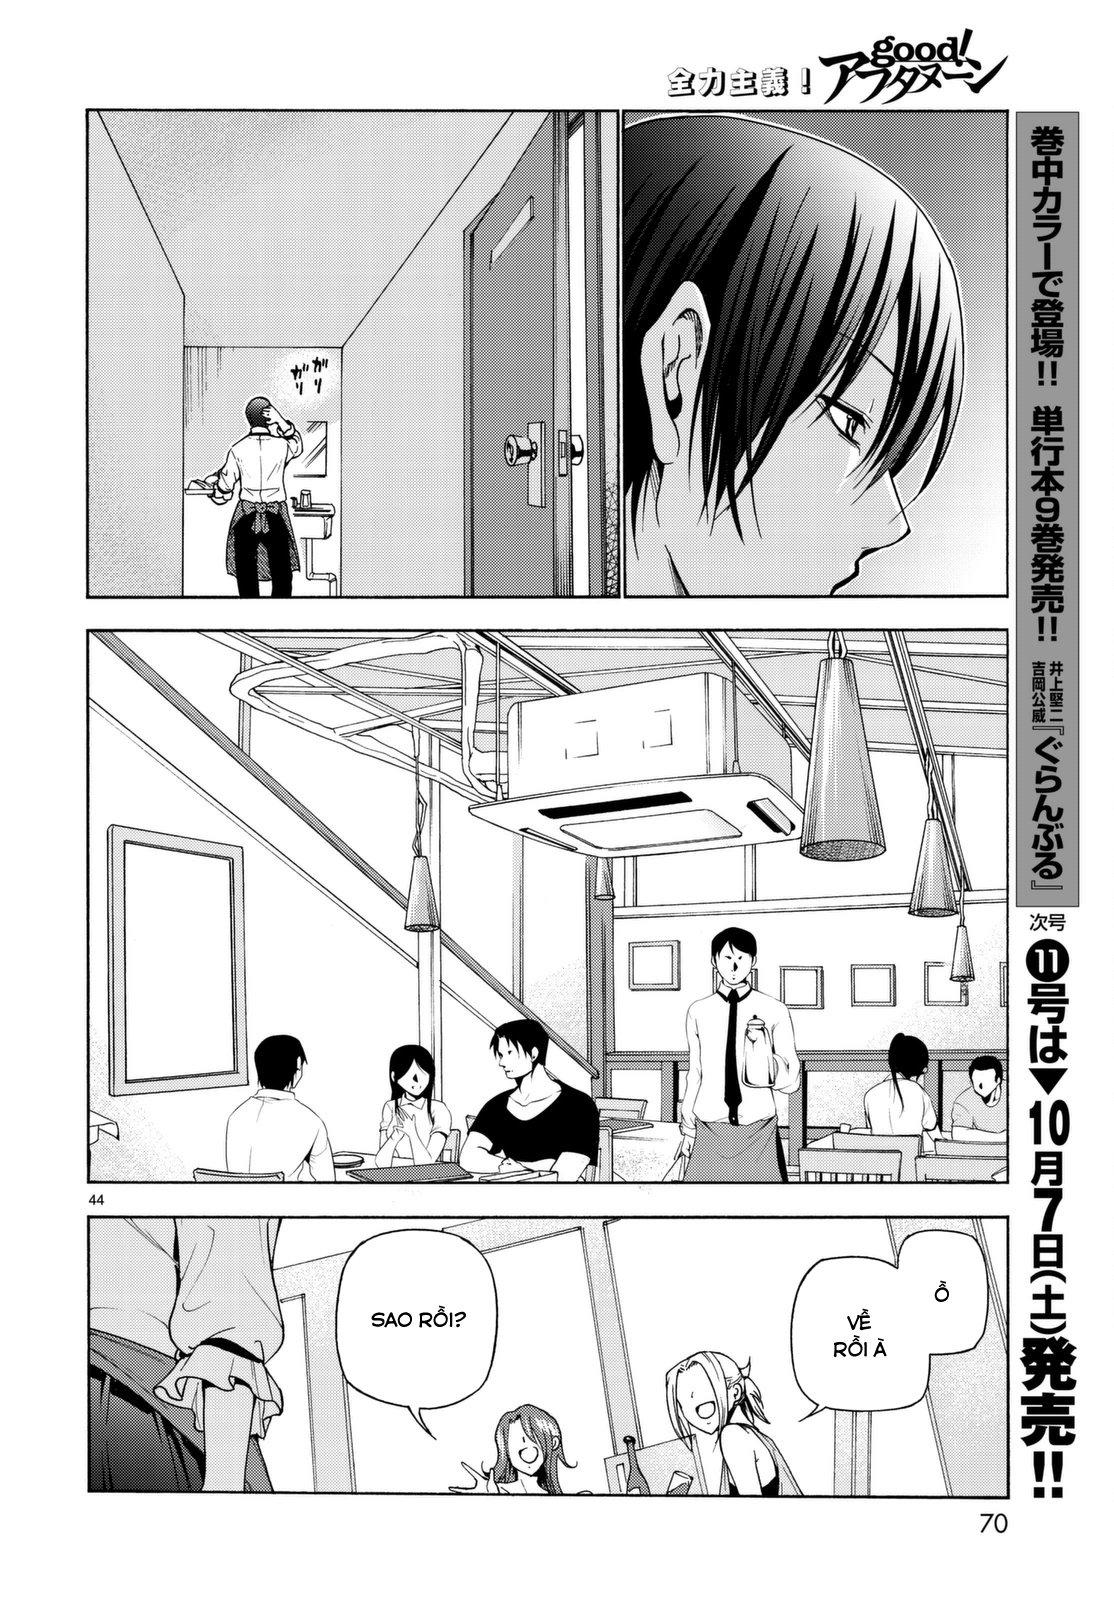 全力主義！
good!
アフタヌーン
巻中カラーで登場!! 単行本9巻発売!!
井上堅二
吉岡公威
『ぐらんぶる』
次号
11号は▼10月7日(土)発売!!
ガリ
ガリ
44
Ồ
VỀ
RỒI À
SAO RỒI?
70